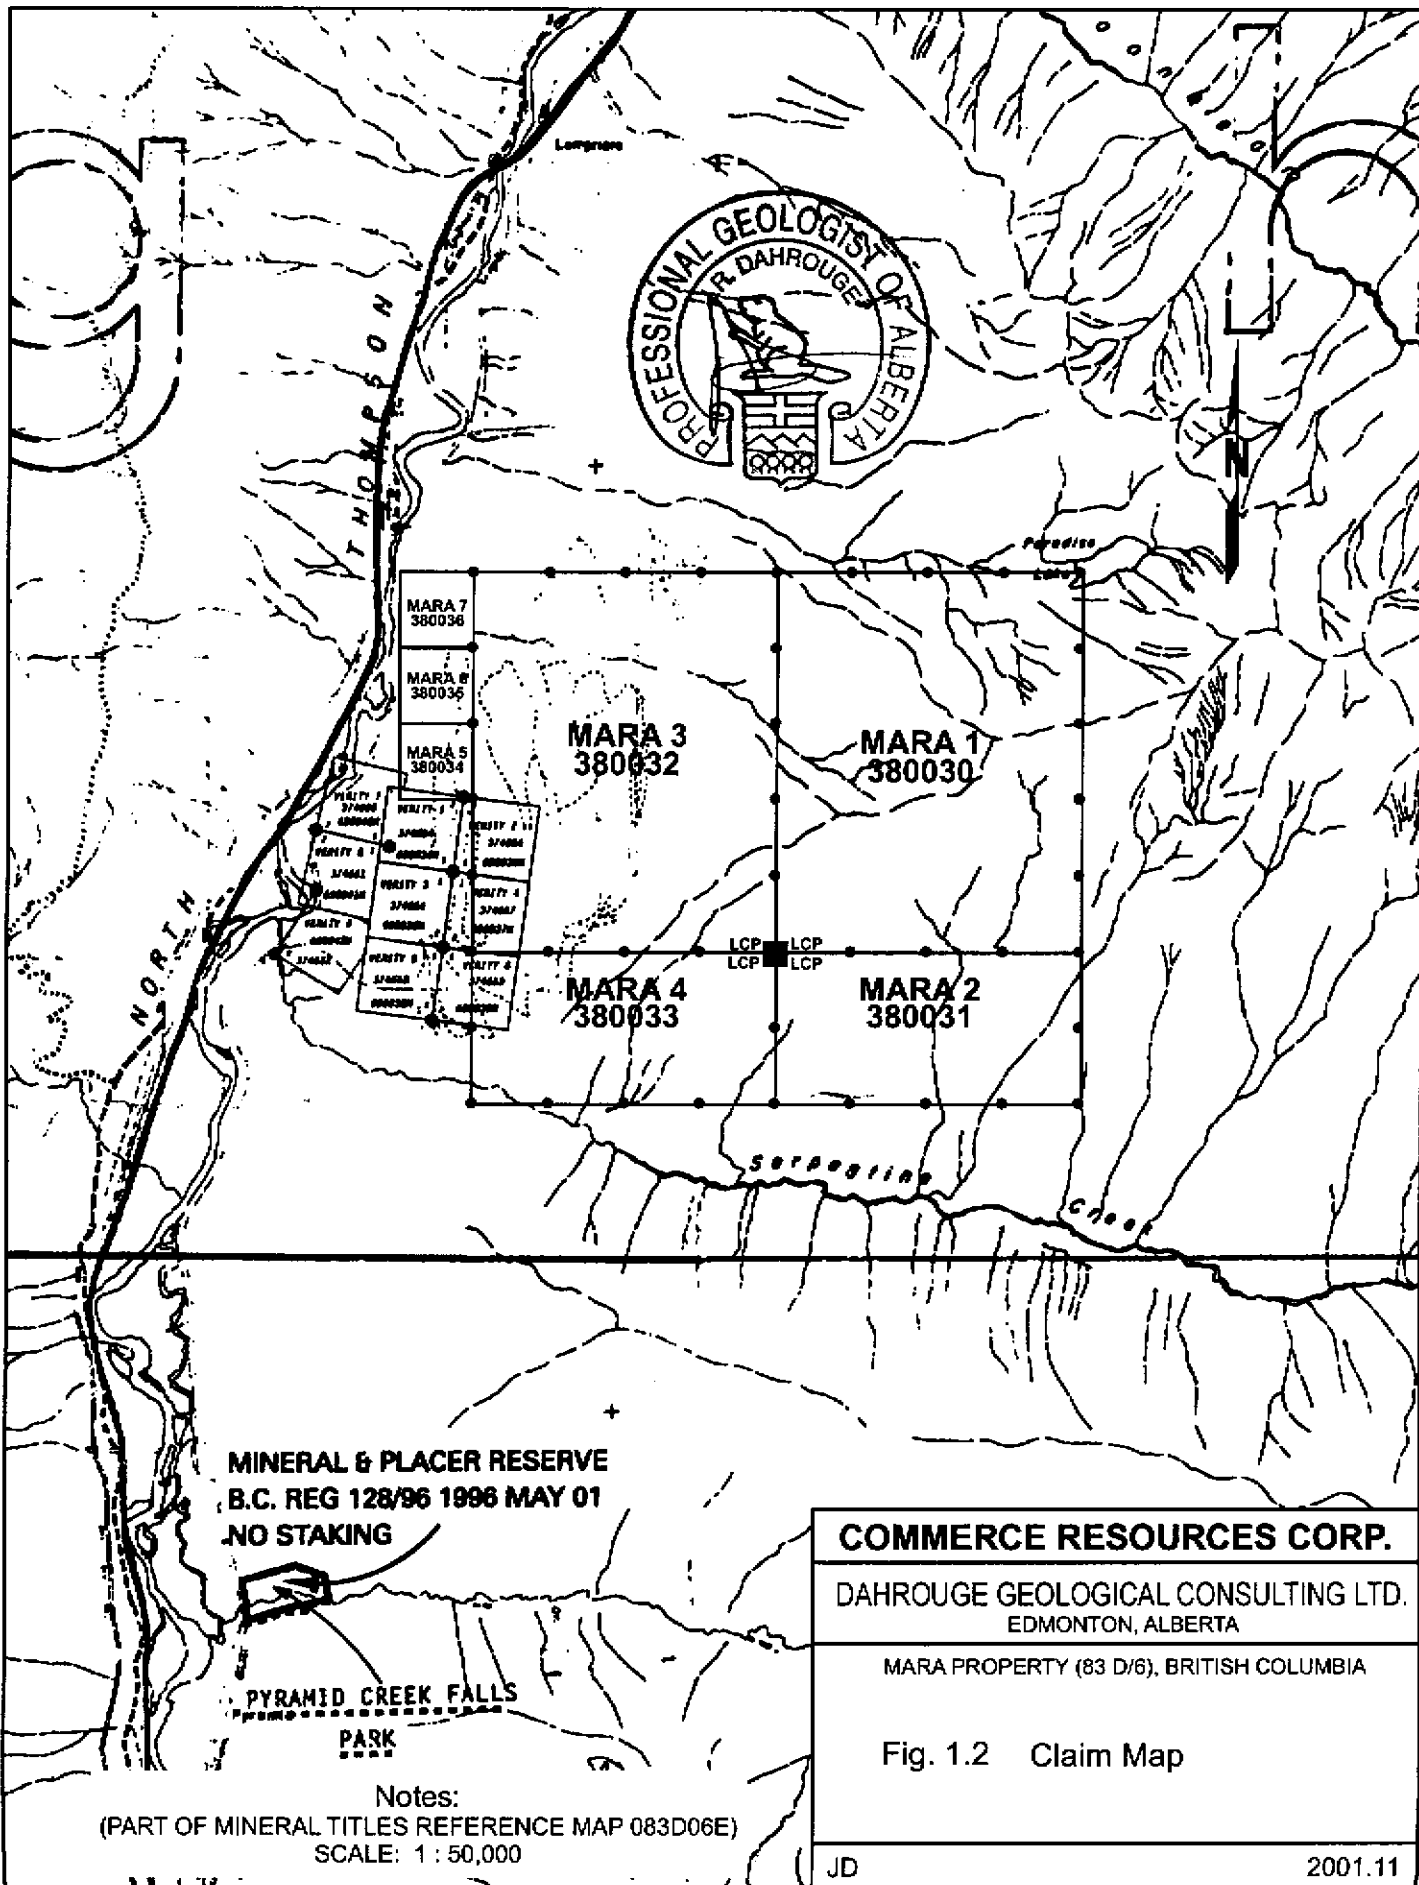 PROFESSIONAL GEOLOGIST OF ALBERTA
R. DAHROUGE
N
NORTH THOMPSON
Paradise
Lake
MARA 7
380036
MARA 6
380035
MARA 5
380034
MARA 3
380032
MARA 1
380030
LCP LCP
LCP LCP
MARA 4
380033
MARA 2
380031
Serpentine Creek
MINERAL & PLACER RESERVE
B.C. REG 128/96 1996 MAY 01
NO STAKING
PYRAMID CREEK FALLS
PARK
Notes:
(PART OF MINERAL TITLES REFERENCE MAP 083D06E)
SCALE: 1 : 50,000
COMMERCE RESOURCES CORP.
DAHROUGE GEOLOGICAL CONSULTING LTD.
EDMONTON, ALBERTA
MARA PROPERTY (83 D/6), BRITISH COLUMBIA
Fig. 1.2 Claim Map
JD
2001.11